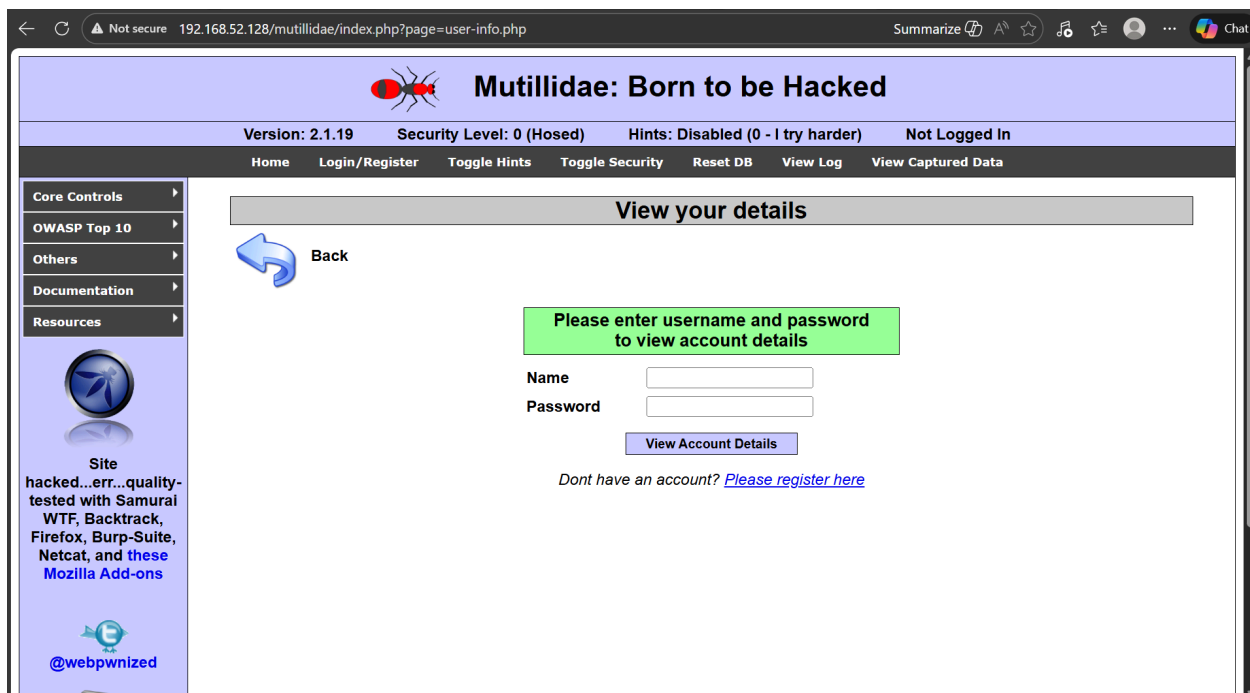 Not secure 192.168.52.128/mutillidae/index.php?page=user-info.php Summarize Chat
Mutillidae: Born to be Hacked
Version: 2.1.19 Security Level: 0 (Hosed) Hints: Disabled (0 - I try harder) Not Logged In
Home Login/Register Toggle Hints Toggle Security Reset DB View Log View Captured Data
Core Controls
OWASP Top 10
Others
Documentation
Resources
Site
hacked...err...quality-
tested with Samurai
WTF, Backtrack,
Firefox, Burp-Suite,
Netcat, and these
Mozilla Add-ons
@webpwnized
View your details
Back
Please enter username and password
to view account details
Name
Password
View Account Details
Dont have an account? Please register here